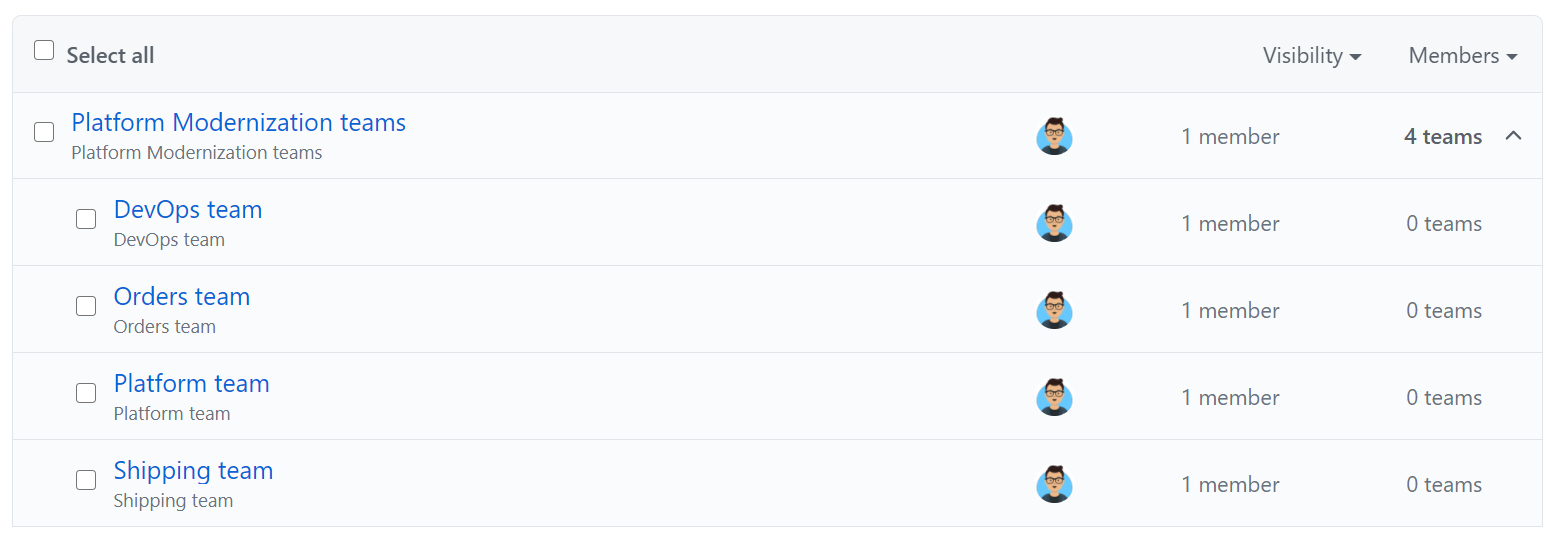 Select all Visibility Members
Platform Modernization teams
Platform Modernization teams
1 member 4 teams
DevOps team
DevOps team
1 member 0 teams
Orders team
Orders team
1 member 0 teams
Platform team
Platform team
1 member 0 teams
Shipping team
Shipping team
1 member 0 teams